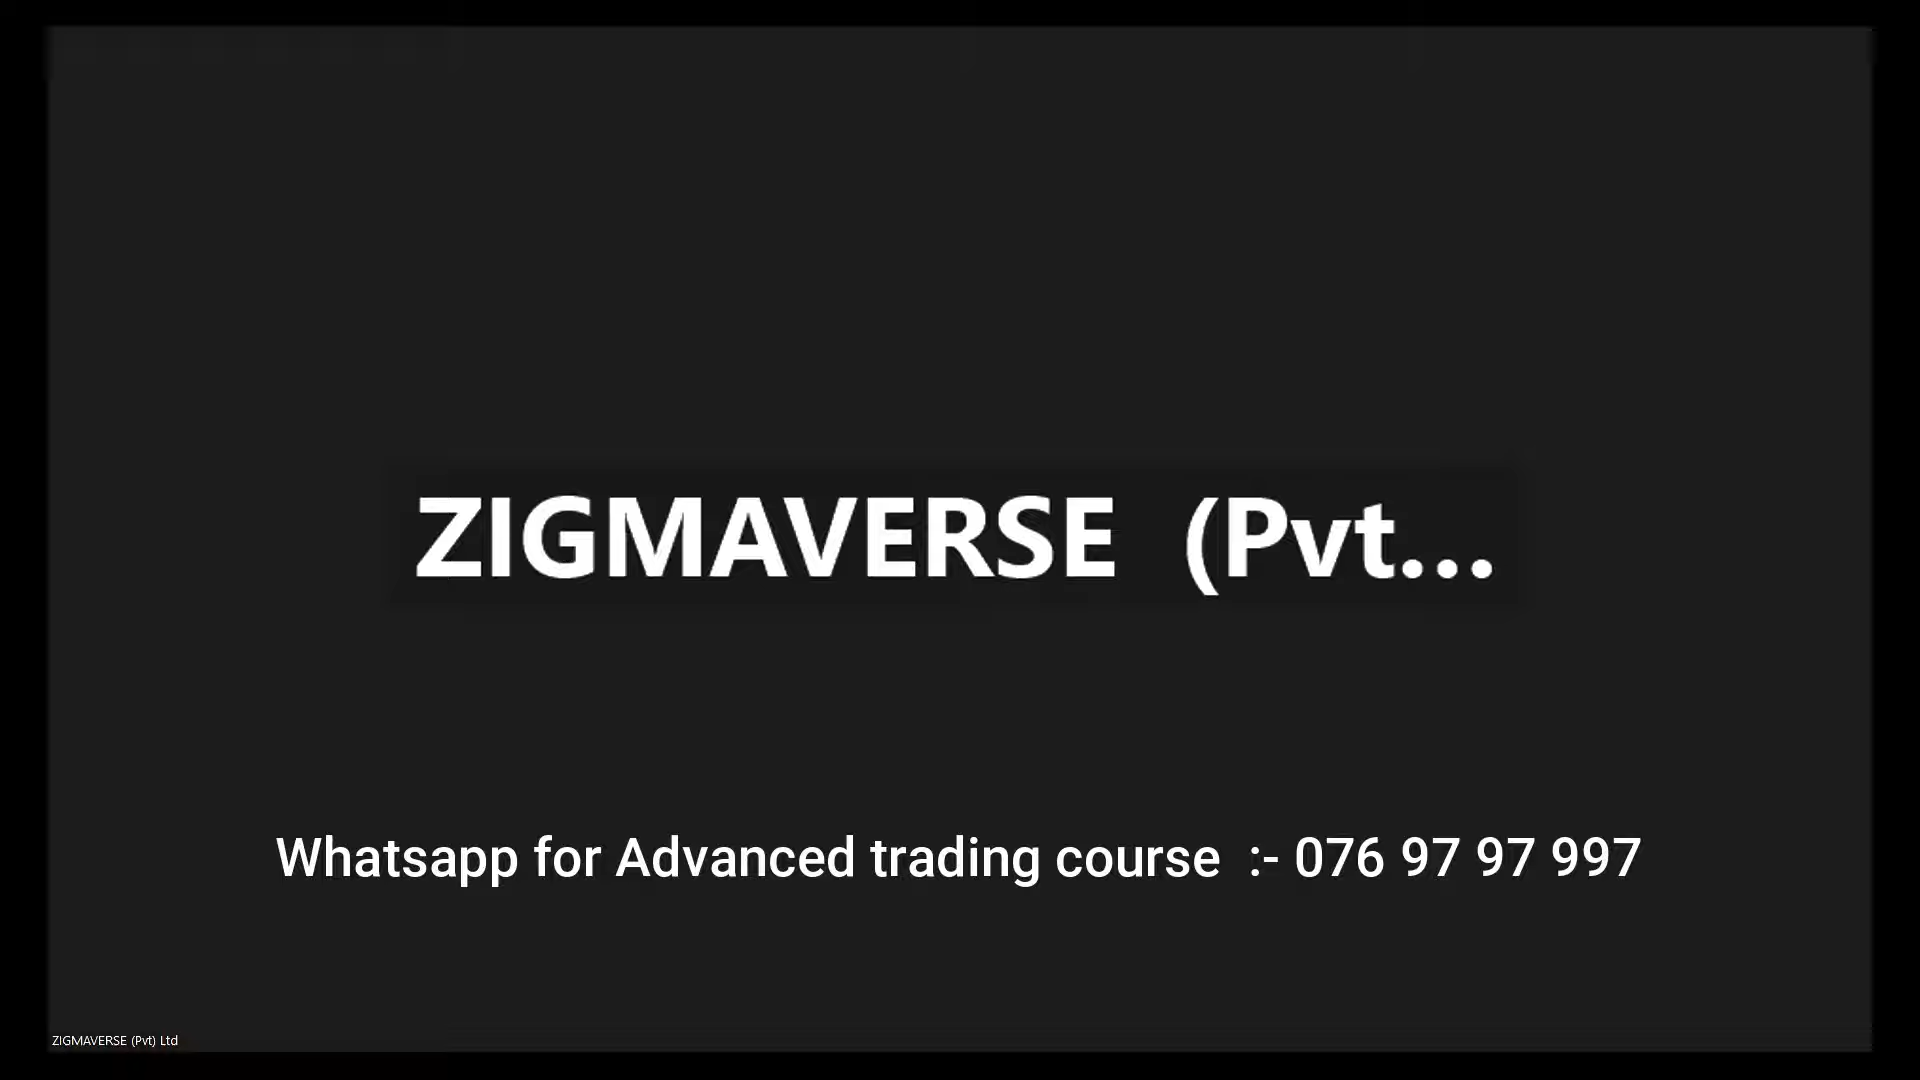 ZIGMAVERSE (Pvt...
Whatsapp for Advanced trading course :- 076 97 97 997
ZIGMAVERSE (Pvt) Ltd